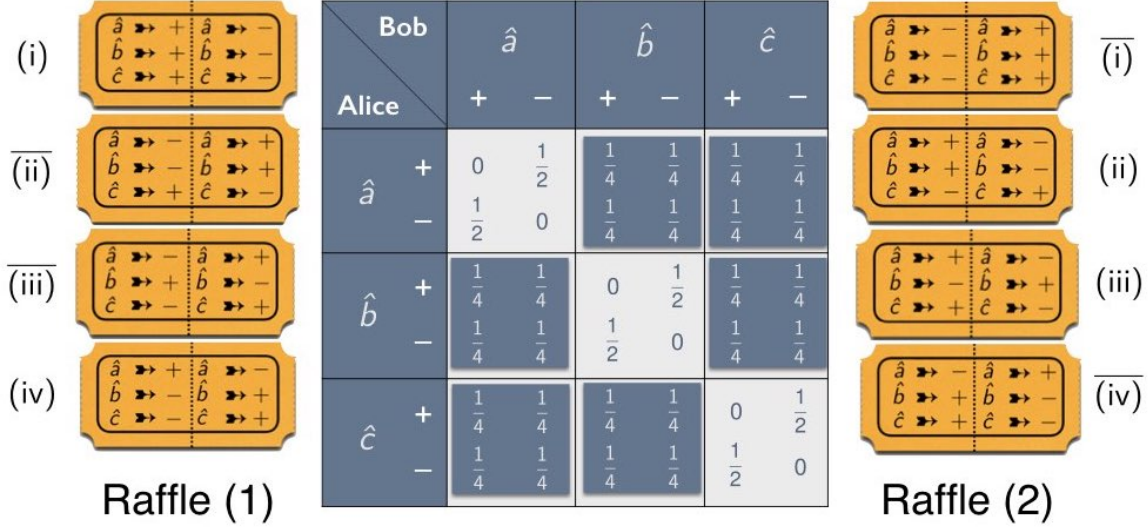 (i)
â ➳ + â ➳ −
b̂ ➳ + b̂ ➳ −
ĉ ➳ + ĉ ➳ −
(ii)̅
â ➳ − â ➳ +
b̂ ➳ − b̂ ➳ +
ĉ ➳ + ĉ ➳ −
(iii)̅
â ➳ − â ➳ +
b̂ ➳ + b̂ ➳ −
ĉ ➳ − ĉ ➳ +
(iv)
â ➳ + â ➳ −
b̂ ➳ − b̂ ➳ +
ĉ ➳ − ĉ ➳ +
Raffle (1)
Bob
Alice
â b̂ ĉ
+ − + − + −
â
+ 0 1/2 1/4 1/4 1/4 1/4
− 1/2 0 1/4 1/4 1/4 1/4
b̂
+ 1/4 1/4 0 1/2 1/4 1/4
− 1/4 1/4 1/2 0 1/4 1/4
ĉ
+ 1/4 1/4 1/4 1/4 0 1/2
− 1/4 1/4 1/4 1/4 1/2 0
â ➳ − â ➳ +
b̂ ➳ − b̂ ➳ +
ĉ ➳ − ĉ ➳ +
(i)̅
â ➳ + â ➳ −
b̂ ➳ + b̂ ➳ −
ĉ ➳ − ĉ ➳ +
(ii)
â ➳ + â ➳ −
b̂ ➳ − b̂ ➳ +
ĉ ➳ + ĉ ➳ −
(iii)
â ➳ − â ➳ +
b̂ ➳ + b̂ ➳ −
ĉ ➳ + ĉ ➳ −
(iv)̅
Raffle (2)